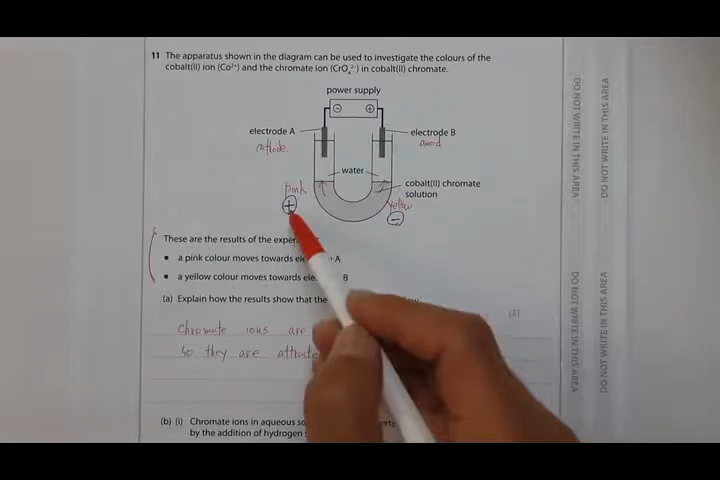 11 The apparatus shown in the diagram can be used to investigate the colours of the
cobalt(II) ion (Co²⁺) and the chromate ion (CrO₄²⁻) in cobalt(II) chromate.
power supply
− +
electrode A
electrode B
anod
water
pink
cobalt(II) chromate
solution
+
yellow
−
These are the results of the
a pink colour moves towards A
a yellow colour moves towards B
(a) Explain how the results show that the
(2)
Chromate ions are
so they are
(b) (i) Chromate ions in aqueous
by the addition of hydrogen
DO NOT WRITE IN THIS AREA
DO NOT WRITE IN THIS AREA
DO NOT WRITE IN THIS AREA
DO NOT WRITE IN THIS AREA